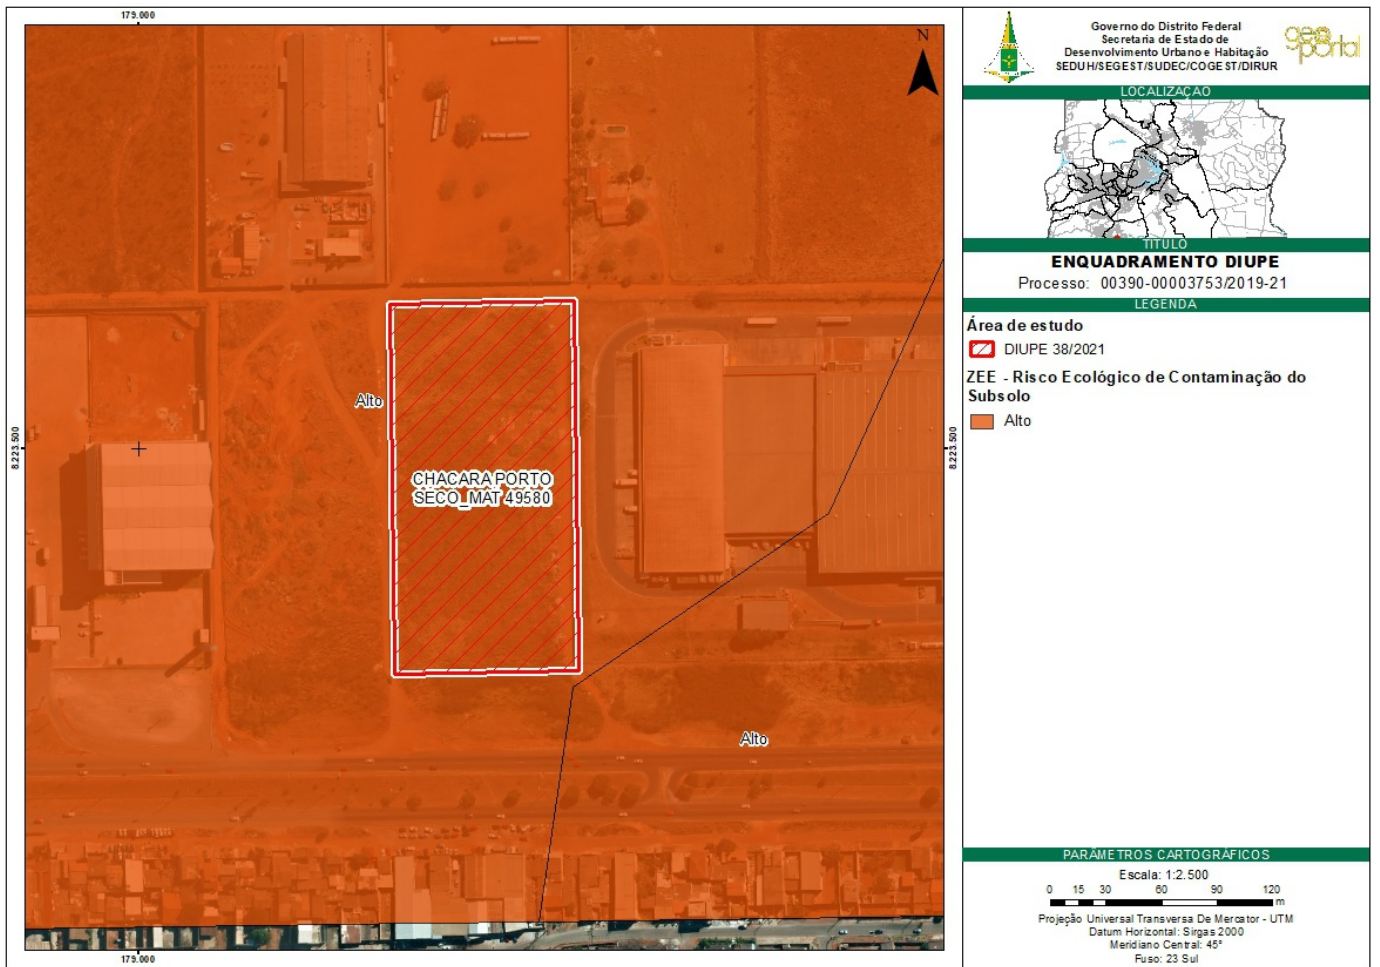 179.000
N
8.223.500
8.223.500
Alto
CHACARA PORTO
SECO_MAT 49580
Alto
179.000
Governo do Distrito Federal
Secretaria de Estado de
Desenvolvimento Urbano e Habitação
SEDUH/SEGEST/SUDEC/COGEST/DIRUR
geo
portal
LOCALIZAÇAO
TITULO
ENQUADRAMENTO DIUPE
Processo: 00390-00003753/2019-21
LEGENDA
Área de estudo
DIUPE 38/2021
ZEE - Risco Ecológico de Contaminação do
Subsolo
Alto
PARÂMETROS CARTOGRÁFICOS
Escala: 1:2.500
0 15 30 60 90 120
m
Projeção Universal Transversa De Mercator - UTM
Datum Horizontal: Sirgas 2000
Meridiano Central: 45°
Fuso: 23 Sul